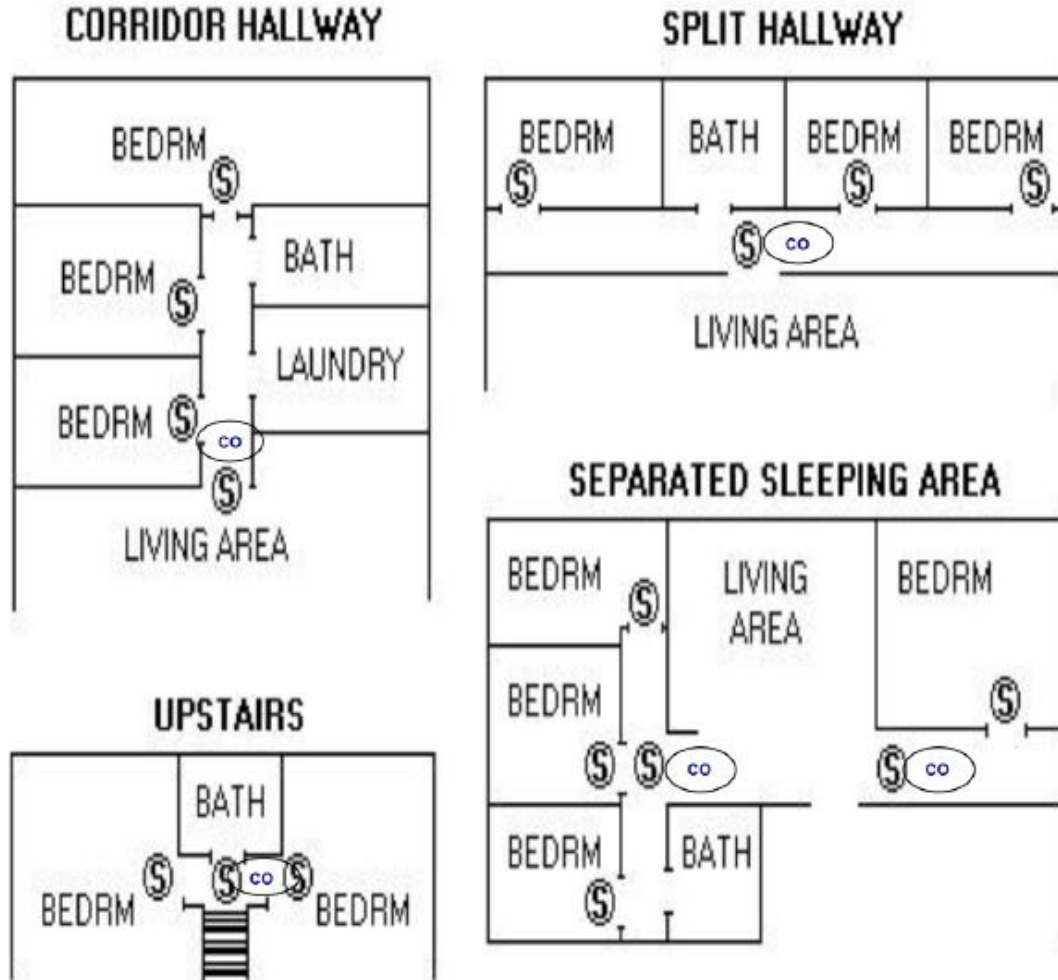 CORRIDOR HALLWAY
BEDRM
S
BEDRM
S
BATH
LAUNDRY
BEDRM
S
CO
S
LIVING AREA
SPLIT HALLWAY
BEDRM
BATH
BEDRM
BEDRM
S
S
S
S
CO
LIVING AREA
UPSTAIRS
BATH
S
S
CO
S
BEDRM
BEDRM
SEPARATED SLEEPING AREA
BEDRM
S
LIVING
AREA
BEDRM
BEDRM
S
S
S
CO
S
CO
BEDRM
BATH
S